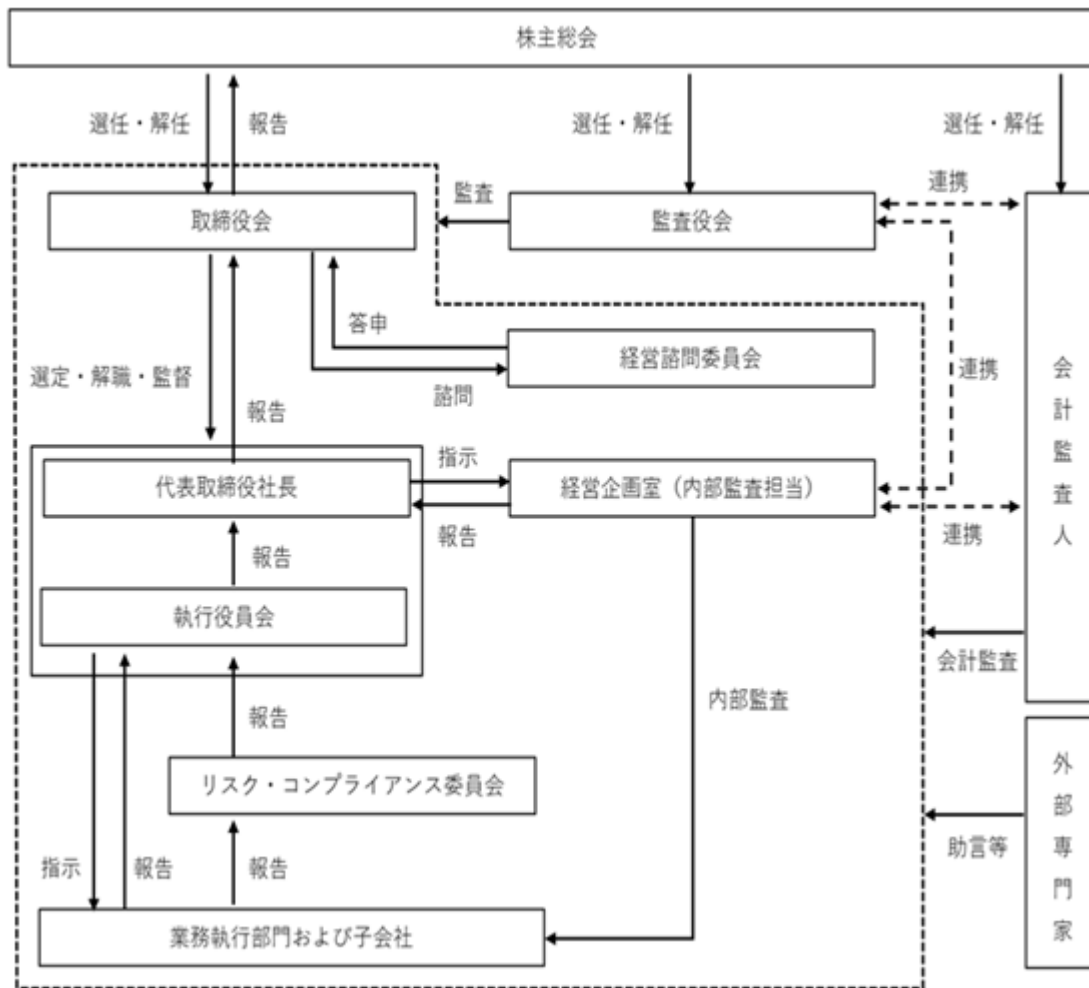 株主総会
選任・解任
報告
選任・解任
選任・解任
連携
監査
取締役会
監査役会
答申
経営諮問委員会
連携
諮問
選定・解職・監督
報告
会計監査人
指示
代表取締役社長
経営企画室（内部監査担当）
報告
連携
報告
執行役員会
会計監査
報告
内部監査
リスク・コンプライアンス委員会
外部専門家
助言等
指示
報告
報告
業務執行部門および子会社